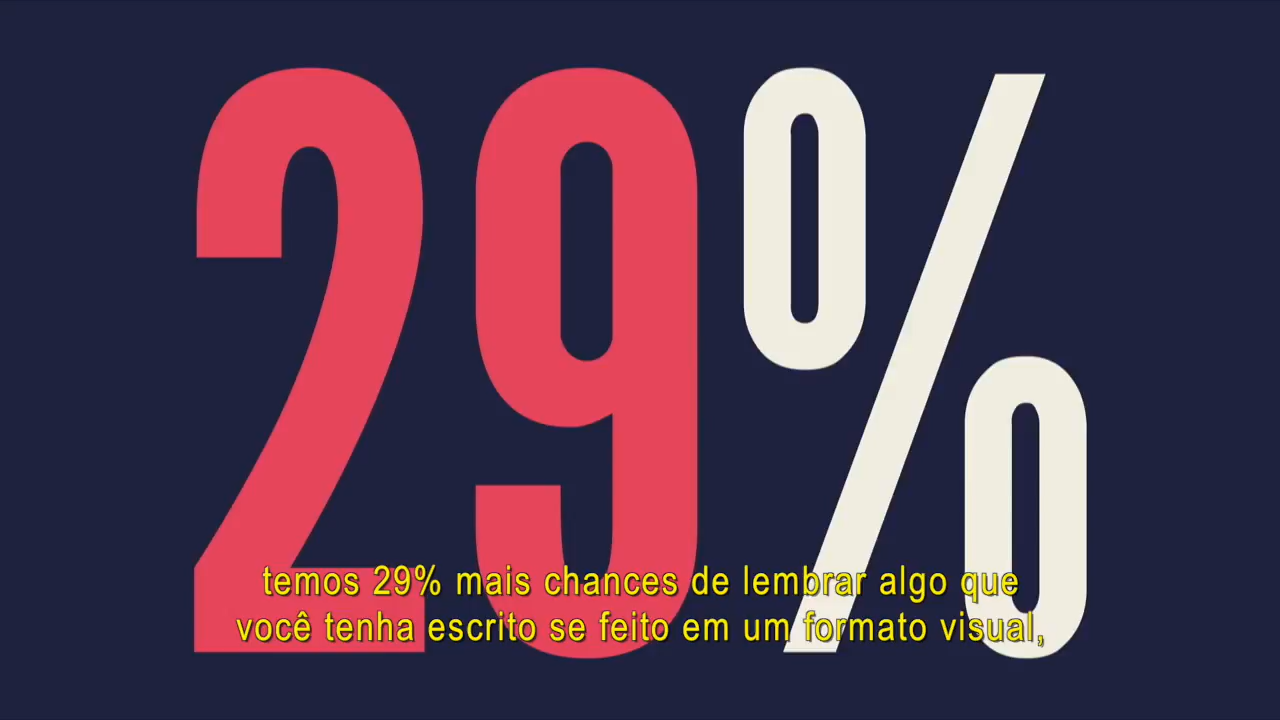 29%
temos 29% mais chances de lembrar algo que
você tenha escrito se feito em um formato visual,